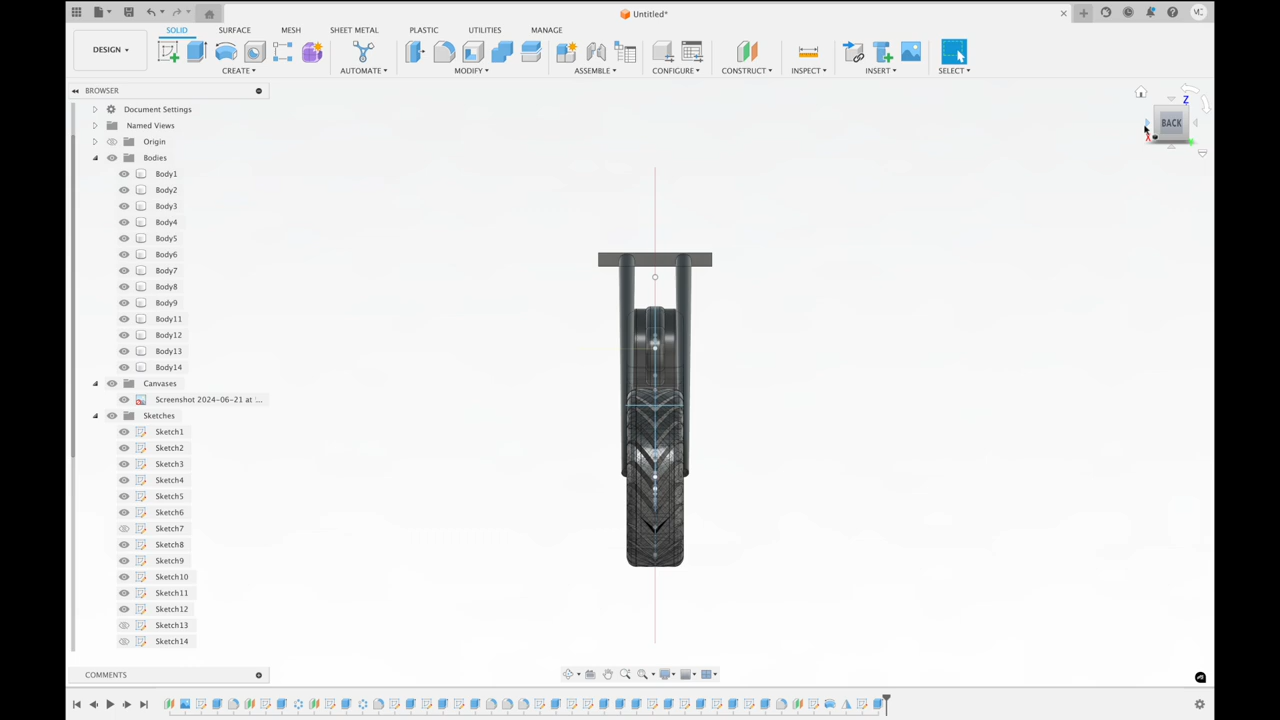 Untitled*
MC
DESIGN
SOLID SURFACE MESH SHEET METAL PLASTIC UTILITIES MANAGE
CREATE AUTOMATE MODIFY ASSEMBLE CONFIGURE CONSTRUCT INSPECT INSERT SELECT
BROWSER
Document Settings
Named Views
Origin
Bodies
Body1
Body2
Body3
Body4
Body5
Body6
Body7
Body8
Body9
Body11
Body12
Body13
Body14
Canvases
Screenshot 2024-06-21 at ...
Sketches
Sketch1
Sketch2
Sketch3
Sketch4
Sketch5
Sketch6
Sketch7
Sketch8
Sketch9
Sketch10
Sketch11
Sketch12
Sketch13
Sketch14
Z
BACK
X
COMMENTS